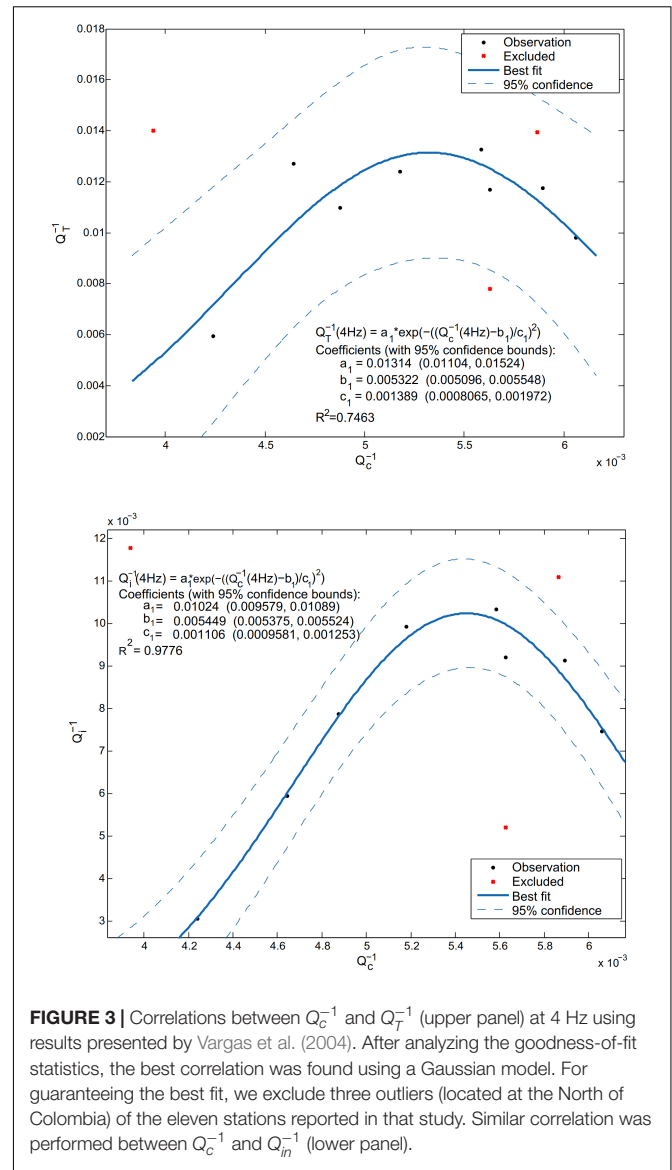 0.018
0.016
0.014
0.012
0.01
0.008
0.006
0.004
0.002
Q_T^-1
Observation
Excluded
Best fit
95% confidence
Q_T^-1(4Hz) = a_1*exp(−((Q_c^-1(4Hz)−b_1)/c_1)^2)
Coefficients (with 95% confidence bounds):
a_1 = 0.01314 (0.01104, 0.01524)
b_1 = 0.005322 (0.005096, 0.005548)
c_1 = 0.001389 (0.0008065, 0.001972)
R^2=0.7463
4 4.5 5 5.5 6
Q_c^-1
x 10^-3
x 10^-3
12
11
10
9
8
7
6
5
4
3
Q_i^-1
Q_i^-1(4Hz) = a_1*exp(−((Q_c^-1(4Hz)−b_1)/c_1)^2)
Coefficients (with 95% confidence bounds):
a_1= 0.01024 (0.009579, 0.01089)
b_1= 0.005449 (0.005375, 0.005524)
c_1= 0.001106 (0.0009581, 0.001253)
R^2 = 0.9776
Observation
Excluded
Best fit
95% confidence
4 4.2 4.4 4.6 4.8 5 5.2 5.4 5.6 5.8 6
Q_c^-1
x 10^-3
FIGURE 3 | Correlations between Q_c^-1 and Q_T^-1 (upper panel) at 4 Hz using
results presented by Vargas et al. (2004). After analyzing the goodness-of-fit
statistics, the best correlation was found using a Gaussian model. For
guaranteeing the best fit, we exclude three outliers (located at the North of
Colombia) of the eleven stations reported in that study. Similar correlation was
performed between Q_c^-1 and Q_in^-1 (lower panel).